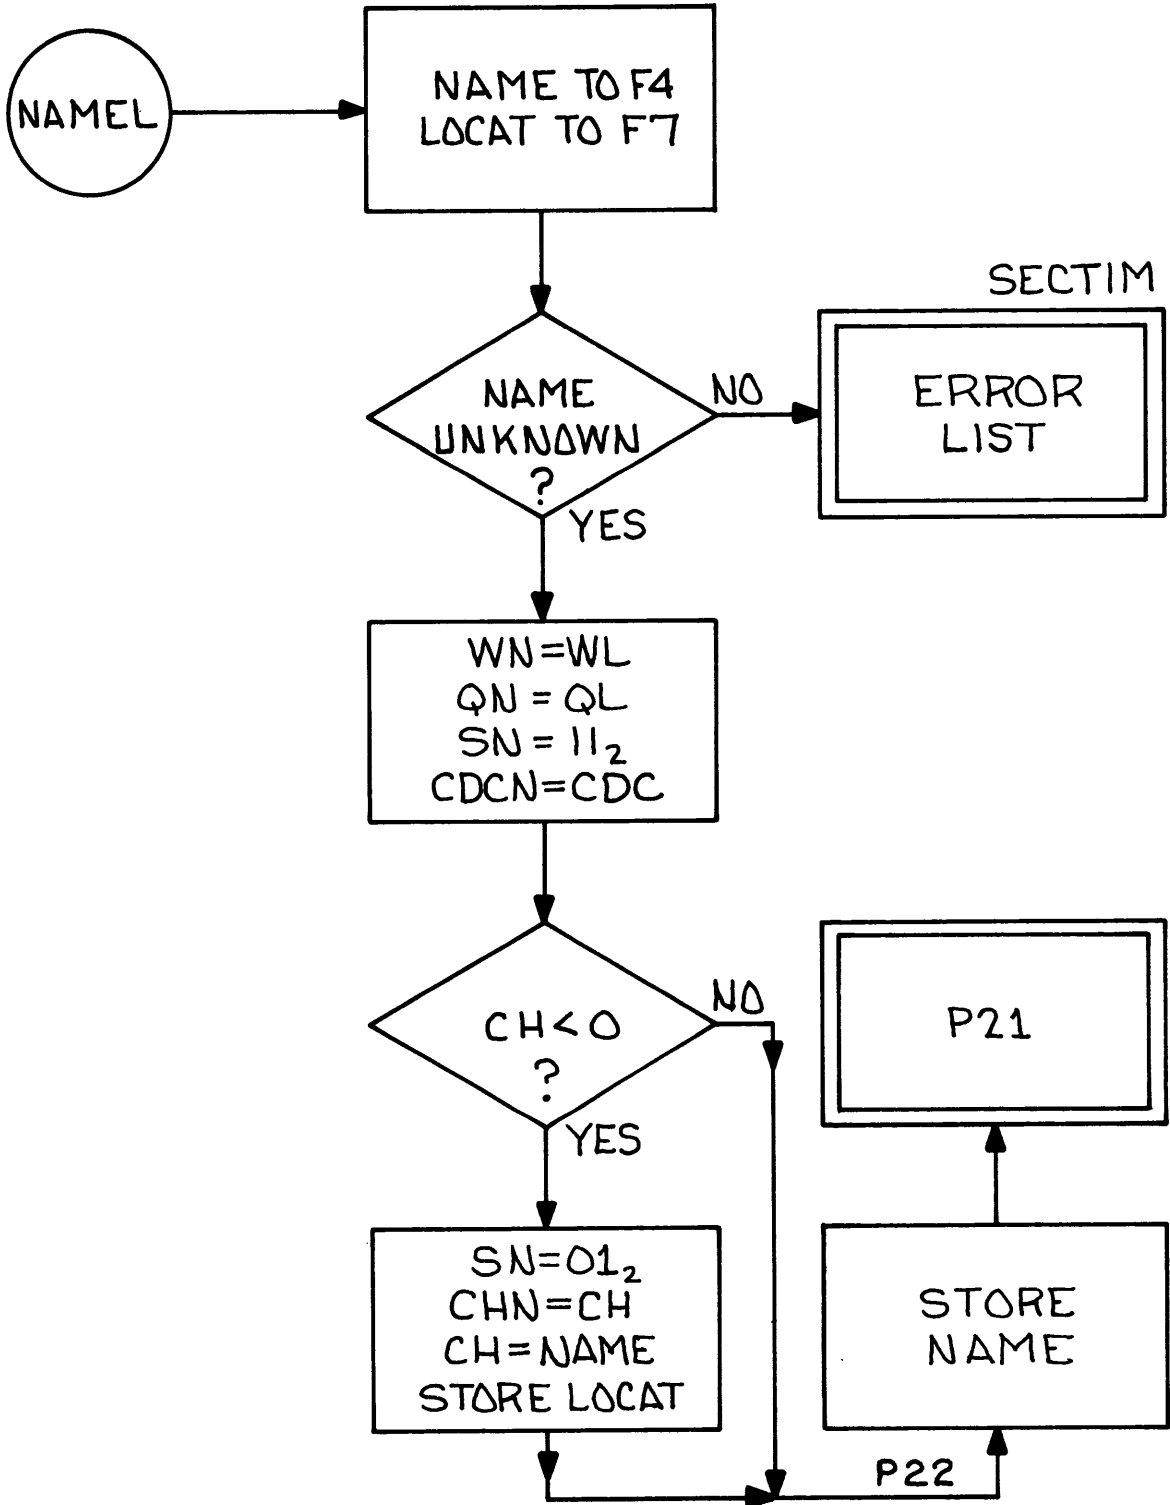 NAMEL
NAME TO F4
LOCAT TO F7
NAME
UNKNOWN
?
NO
YES
SECTIM
ERROR
LIST
WN=WL
QN = QL
SN = 11₂
CDCN=CDC
CH<0
?
NO
YES
SN=01₂
CHN=CH
CH=NAME
STORE LOCAT
P22
STORE
NAME
P21